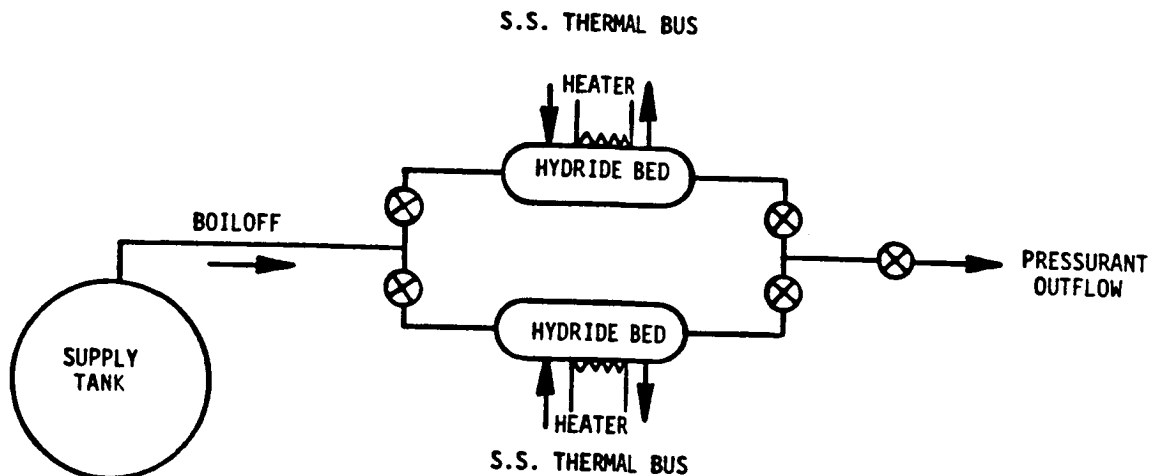 S.S. THERMAL BUS
HEATER
HYDRIDE BED
BOILOFF
PRESSURANT
OUTFLOW
HYDRIDE BED
SUPPLY
TANK
HEATER
S.S. THERMAL BUS